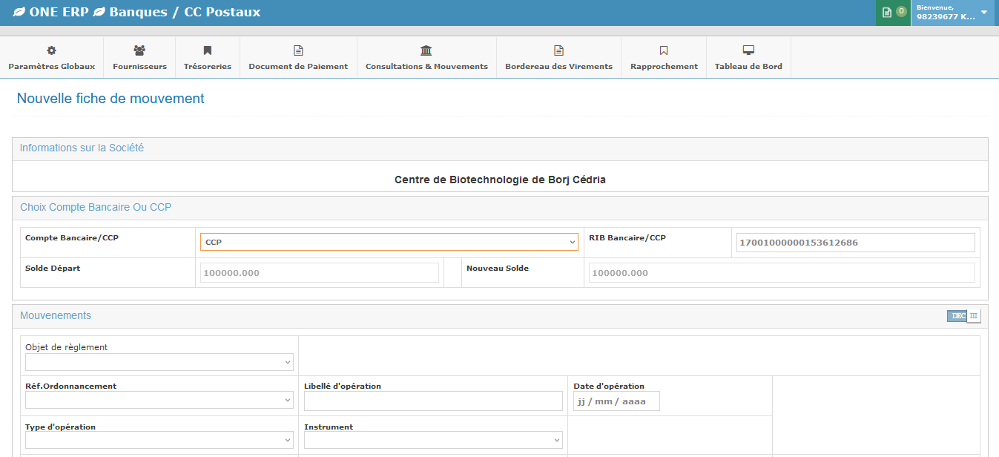 ONE ERP Banques / CC Postaux
0
Bienvenue,
98239677 K...
Paramètres Globaux
Fournisseurs
Trésoreries
Document de Paiement
Consultations & Mouvements
Bordereau des Virements
Rapprochement
Tableau de Bord
Nouvelle fiche de mouvement
Informations sur la Société
Centre de Biotechnologie de Borj Cédria
Choix Compte Bancaire Ou CCP
Compte Bancaire/CCP
CCP
RIB Bancaire/CCP
17001000000153612686
Solde Départ
100000.000
Nouveau Solde
100000.000
Mouvenements
DEC
Objet de règlement
Réf.Ordonnancement
Libellé d'opération
Date d'opération
jj / mm / aaaa
Type d'opération
Instrument